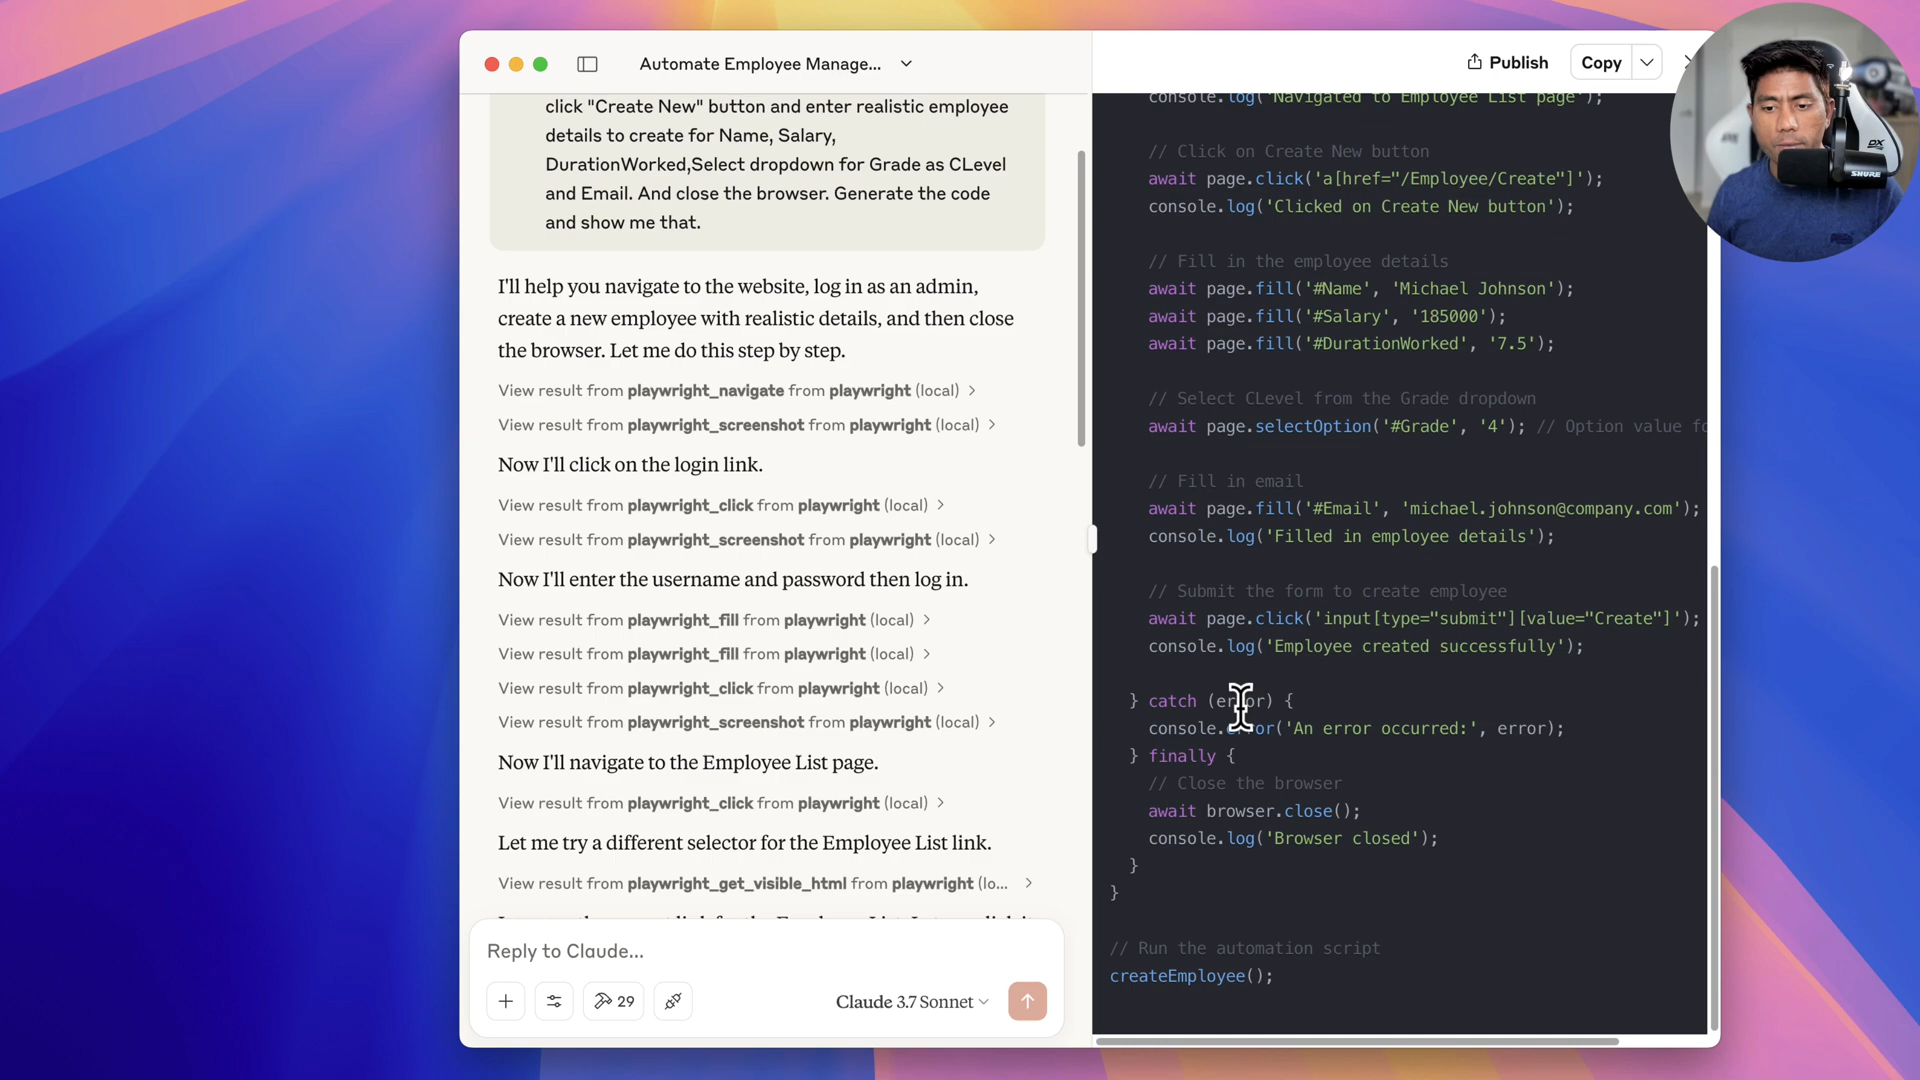 Automate Employee Manage...
Publish
Copy
click "Create New" button and enter realistic employee
details to create for Name, Salary,
DurationWorked,Select dropdown for Grade as CLevel
and Email. And close the browser. Generate the code
and show me that.
I'll help you navigate to the website, log in as an admin,
create a new employee with realistic details, and then close
the browser. Let me do this step by step.
View result from playwright_navigate from playwright (local)
View result from playwright_screenshot from playwright (local)
Now I'll click on the login link.
View result from playwright_click from playwright (local)
View result from playwright_screenshot from playwright (local)
Now I'll enter the username and password then log in.
View result from playwright_fill from playwright (local)
View result from playwright_fill from playwright (local)
View result from playwright_click from playwright (local)
View result from playwright_screenshot from playwright (local)
Now I'll navigate to the Employee List page.
View result from playwright_click from playwright (local)
Let me try a different selector for the Employee List link.
View result from playwright_get_visible_html from playwright (lo...
Reply to Claude...
29
Claude 3.7 Sonnet
console.log('Navigated to Employee List page');
// Click on Create New button
await page.click('a[href="/Employee/Create"]');
console.log('Clicked on Create New button');
// Fill in the employee details
await page.fill('#Name', 'Michael Johnson');
await page.fill('#Salary', '185000');
await page.fill('#DurationWorked', '7.5');
// Select CLevel from the Grade dropdown
await page.selectOption('#Grade', '4'); // Option value fo
// Fill in email
await page.fill('#Email', 'michael.johnson@company.com');
console.log('Filled in employee details');
// Submit the form to create employee
await page.click('input[type="submit"][value="Create"]');
console.log('Employee created successfully');
} catch (error) {
console.error('An error occurred:', error);
} finally {
// Close the browser
await browser.close();
console.log('Browser closed');
}
}
// Run the automation script
createEmployee();
DX
SHURE